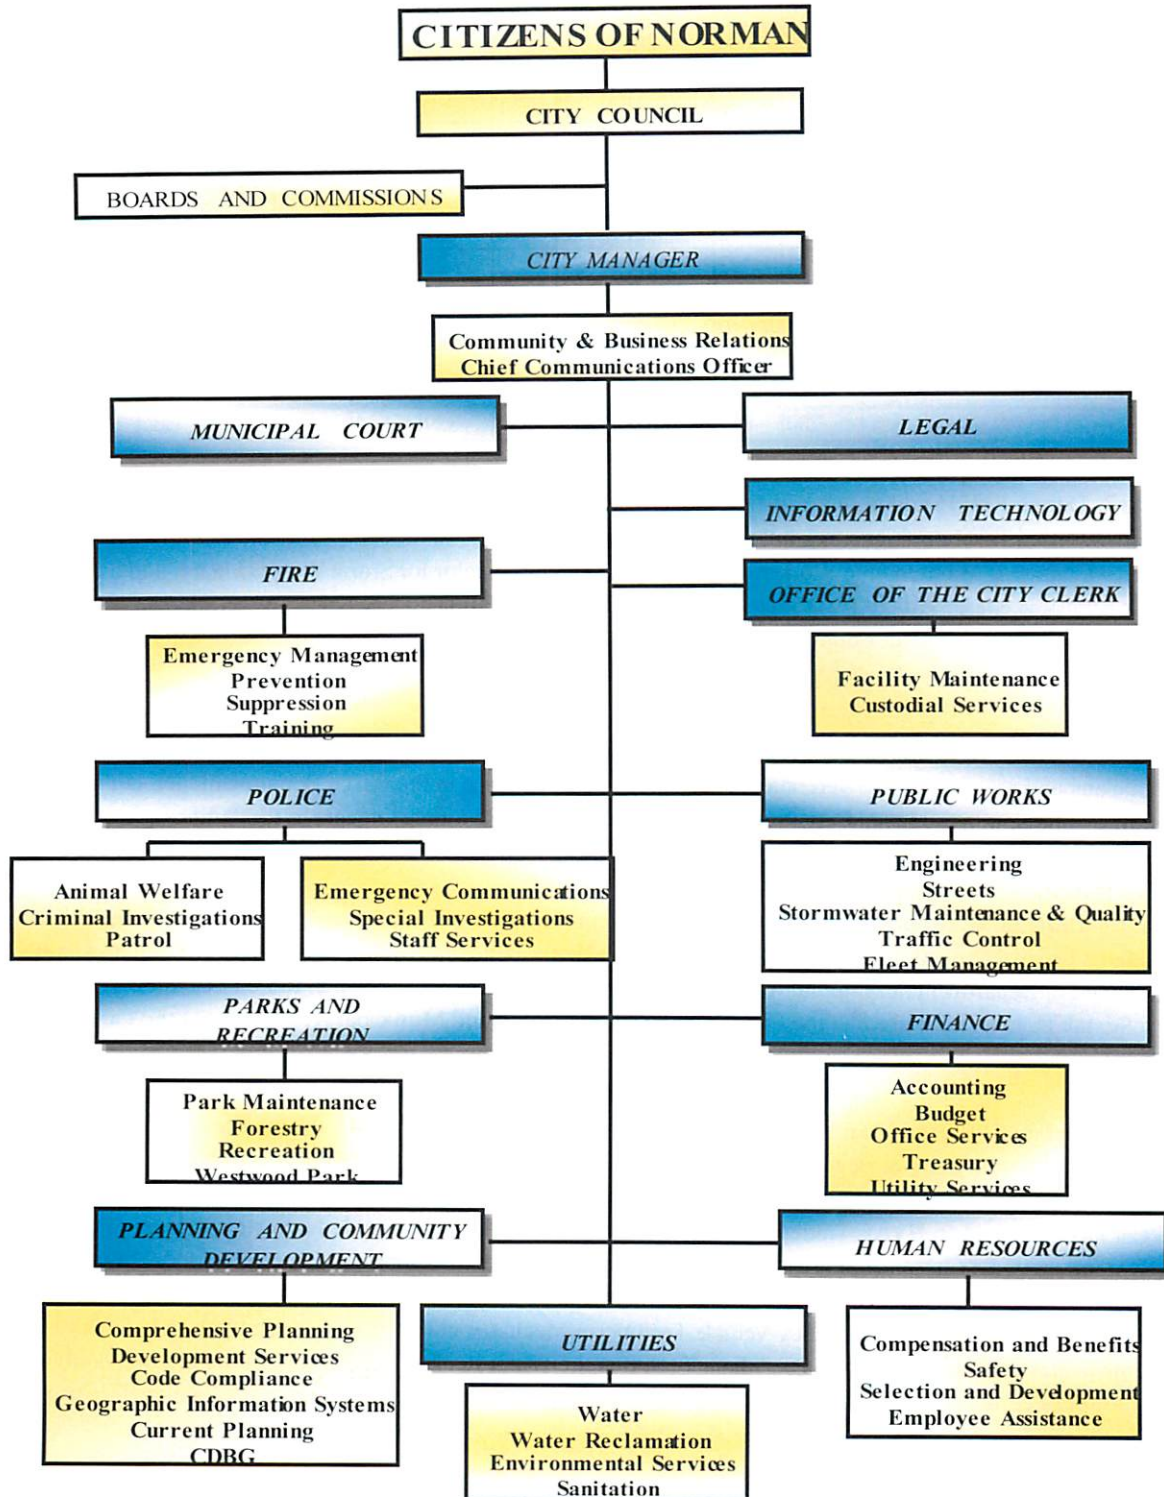 CITIZENS OF NORMAN
CITY COUNCIL
BOARDS AND COMMISSIONS
CITY MANAGER
Community & Business Relations
Chief Communications Officer
MUNICIPAL COURT
LEGAL
INFORMATION TECHNOLOGY
FIRE
OFFICE OF THE CITY CLERK
Emergency Management
Prevention
Suppression
Training
Facility Maintenance
Custodial Services
POLICE
PUBLIC WORKS
Animal Welfare
Criminal Investigations
Patrol
Emergency Communications
Special Investigations
Staff Services
Engineering
Streets
Stormwater Maintenance & Quality
Traffic Control
Fleet Management
PARKS AND
RECREATION
FINANCE
Park Maintenance
Forestry
Recreation
Westwood Park
Accounting
Budget
Office Services
Treasury
Utility Services
PLANNING AND COMMUNITY
DEVELOPMENT
HUMAN RESOURCES
Comprehensive Planning
Development Services
Code Compliance
Geographic Information Systems
Current Planning
CDBG
UTILITIES
Water
Water Reclamation
Environmental Services
Sanitation
Compensation and Benefits
Safety
Selection and Development
Employee Assistance